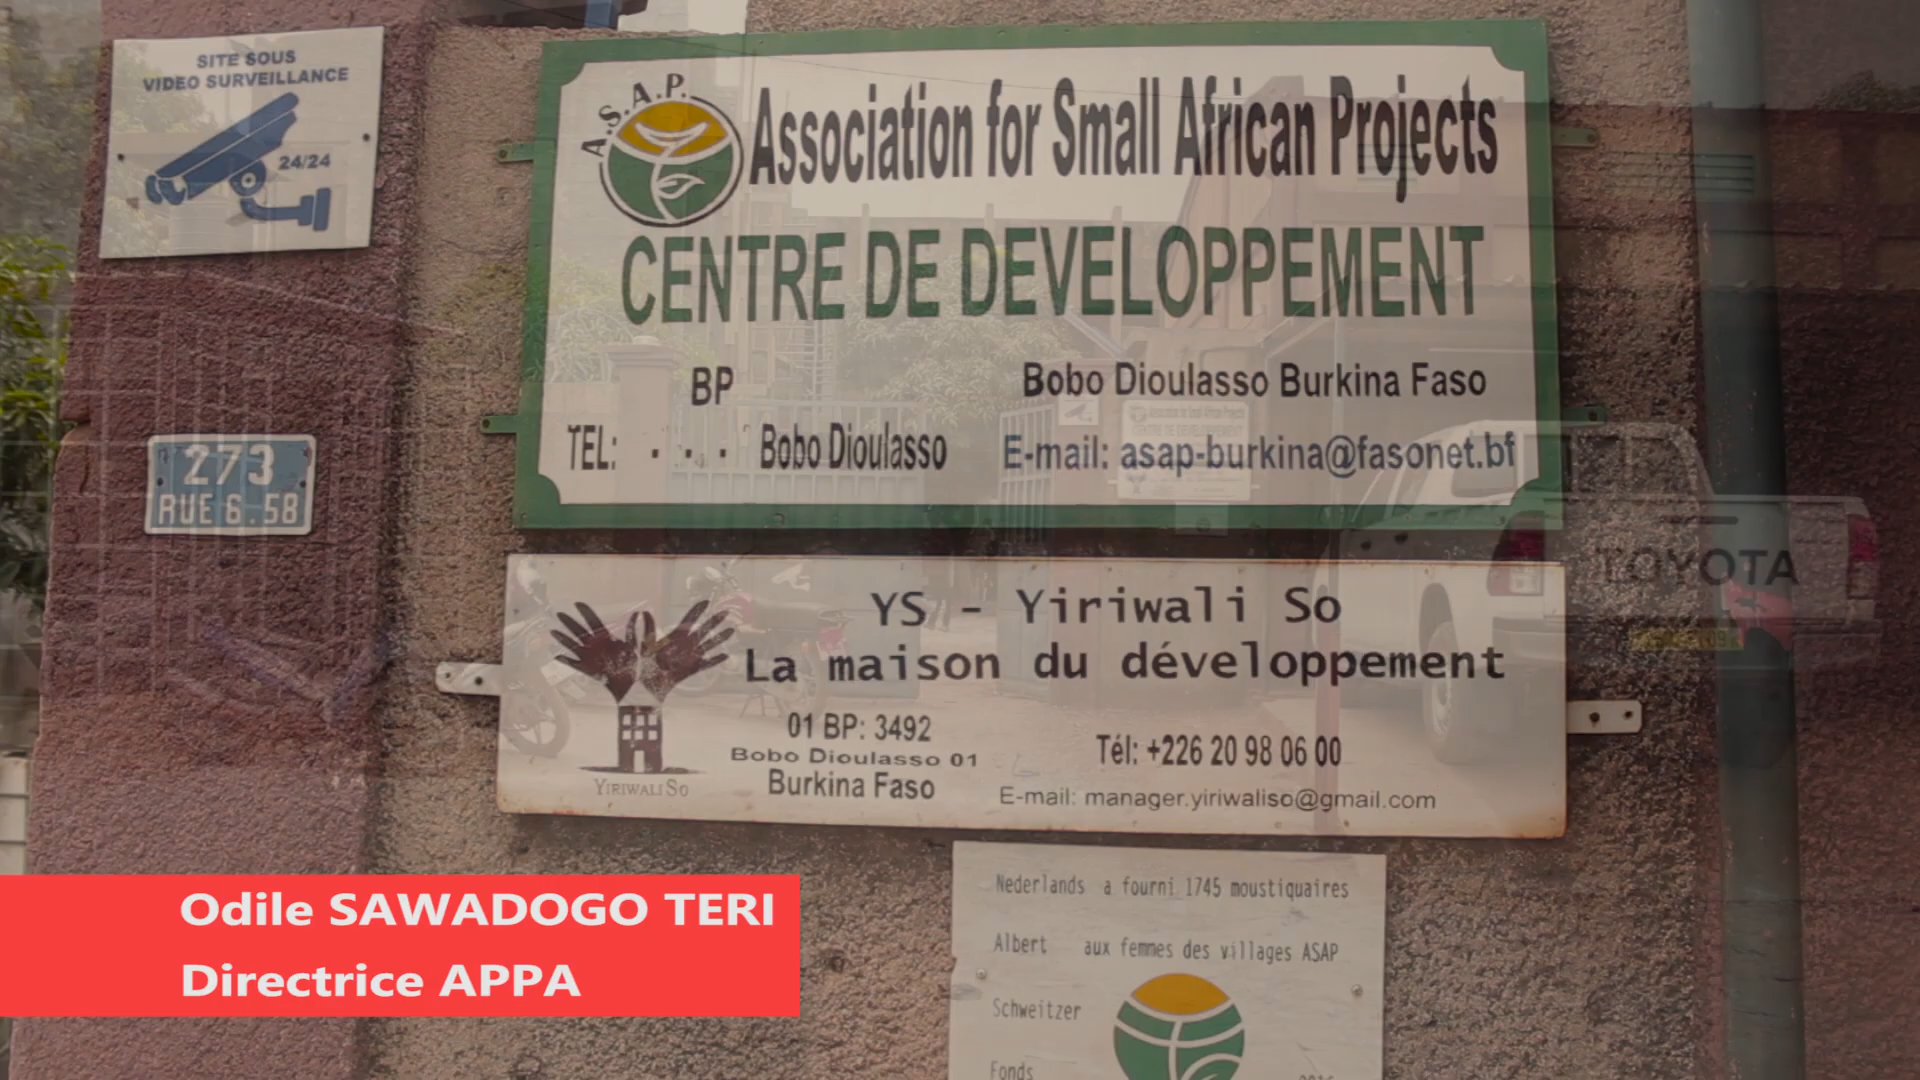 SITE SOUS
VIDEO SURVEILLANCE
24/24
273
RUE 6.58
A.S.A.P.
Association for Small African Projects
CENTRE DE DEVELOPPEMENT
BP
Bobo Dioulasso Burkina Faso
TEL: Bobo Dioulasso
E-mail: asap-burkina@fasonet.bf
TOYOTA
YS - Yiriwali So
La maison du développement
YIRIWALI SO
01 BP: 3492
Bobo Dioulasso 01
Burkina Faso
Tél: +226 20 98 06 00
E-mail: manager.yiriwaliso@gmail.com
Nederlands a fourni 1745 moustiquaires
Albert aux femmes des villages ASAP
Schweitzer
Fonds
Odile SAWADOGO TERI
Directrice APPA